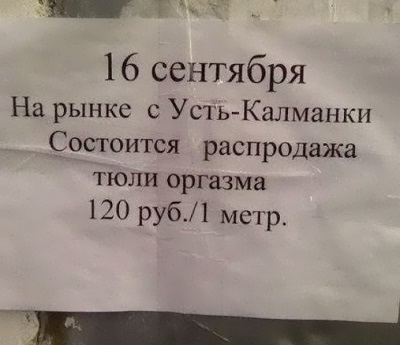 16 сентября
На рынке с Усть-Калманки
Состоится распродажа
тюли оргазма
120 руб./1 метр.